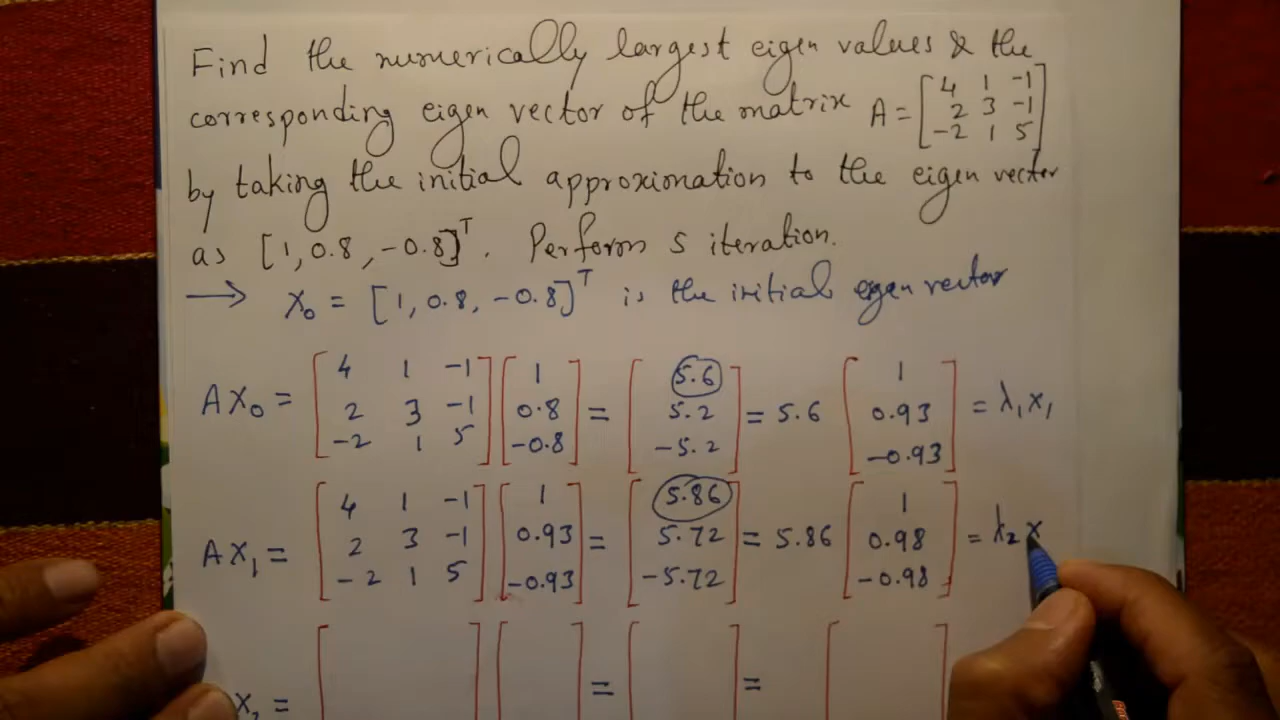 Find the numerically largest eigen values & the
corresponding eigen vector of the matrix A = [4 1 -1
2 3 -1
-2 1 5]
by taking the initial approximation to the eigen vector
as [1, 0.8, -0.8]ᵀ. Perform 5 iteration.
→ X₀ = [1, 0.8, -0.8]ᵀ is the initial eigen vector
AX₀ = [4 1 -1] [1] = [5.6] = 5.6 [1] = λ₁x₁
[2 3 -1] [0.8] [5.2] [0.93]
[-2 1 5] [-0.8] [-5.2] [-0.93]
AX₁ = [4 1 -1] [1] = [5.86] = 5.86 [1] = λ₂x
[2 3 -1] [0.93] [5.72] [0.98]
[-2 1 5] [-0.93] [-5.72] [-0.98]
X₂ = [ ] [ ] = [ ] = [ ]